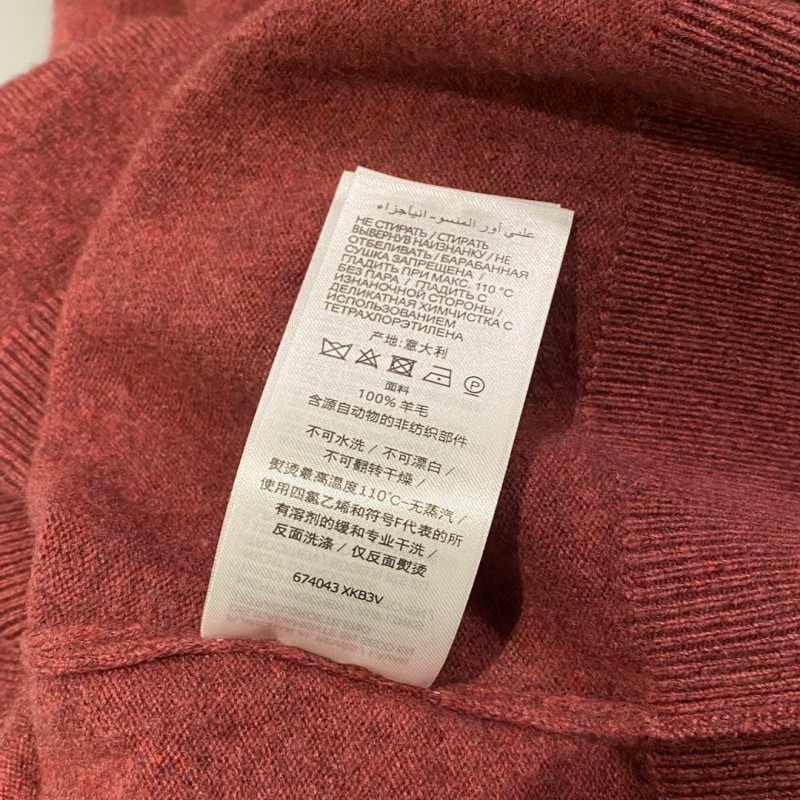 علني أور المنسو- انياجزاء
НЕ СТИРАТЬ / СТИРАТЬ
ВЫВЕРНУВ НАИЗНАНКУ / НЕ
ОТБЕЛИВАТЬ / БАРАБАННАЯ
СУШКА ЗАПРЕЩЕНА /
ГЛАДИТЬ ПРИ МАКС. 110 °C
БЕЗ ПАРА / ГЛАДИТЬ С
ИЗНАНОЧНОЙ СТОРОНЫ /
ДЕЛИКАТНАЯ ХИМЧИСТКА С
ИСПОЛЬЗОВАНИЕМ
ТЕТРАХЛОРЭТИЛЕНА
产地:意大利
P
面料
100% 羊毛
含源自动物的非纺织部件
不可水洗 / 不可漂白 /
不可翻转干燥 /
熨烫最高温度110°C-无蒸汽 /
使用四氯乙烯和符号F代表的所
有溶剂的缓和专业干洗 /
反面洗涤 / 仅反面熨烫
674043 XKB3V